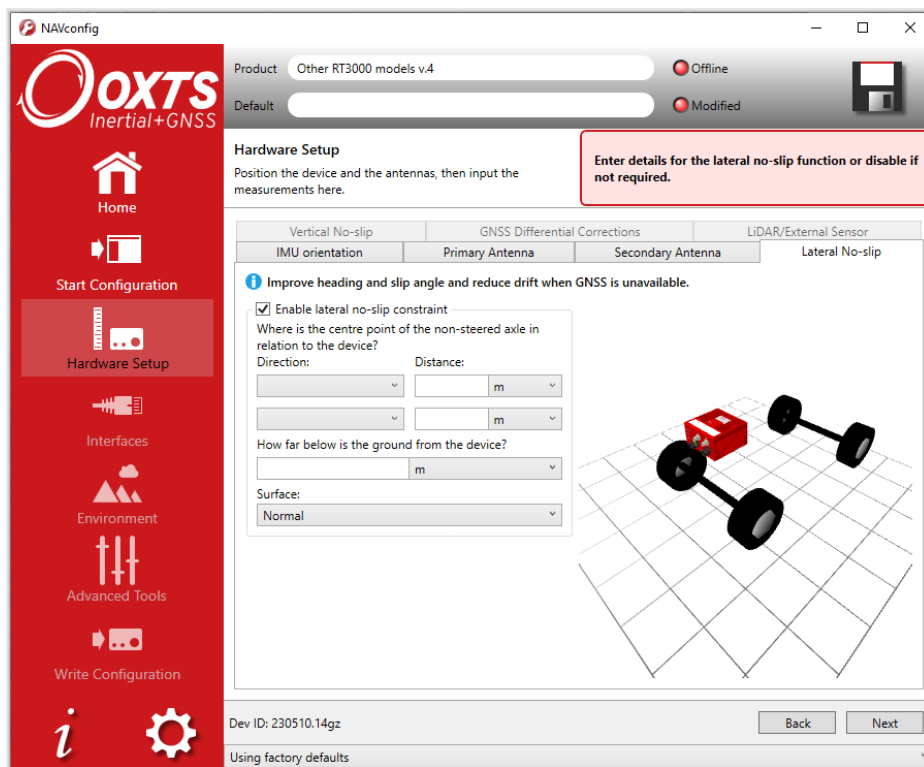 NAVconfig
OXTS
Inertial+GNSS
Product
Other RT3000 models v.4
Offline
Default
Modified
Hardware Setup
Position the device and the antennas, then input the
measurements here.
Enter details for the lateral no-slip function or disable if
not required.
Home
Start Configuration
Hardware Setup
Interfaces
Environment
Advanced Tools
Write Configuration
Vertical No-slip
GNSS Differential Corrections
LiDAR/External Sensor
IMU orientation
Primary Antenna
Secondary Antenna
Lateral No-slip
Improve heading and slip angle and reduce drift when GNSS is unavailable.
Enable lateral no-slip constraint
Where is the centre point of the non-steered axle in
relation to the device?
Direction:
Distance:
m
m
How far below is the ground from the device?
m
Surface:
Normal
Dev ID: 230510.14gz
Back
Next
Using factory defaults